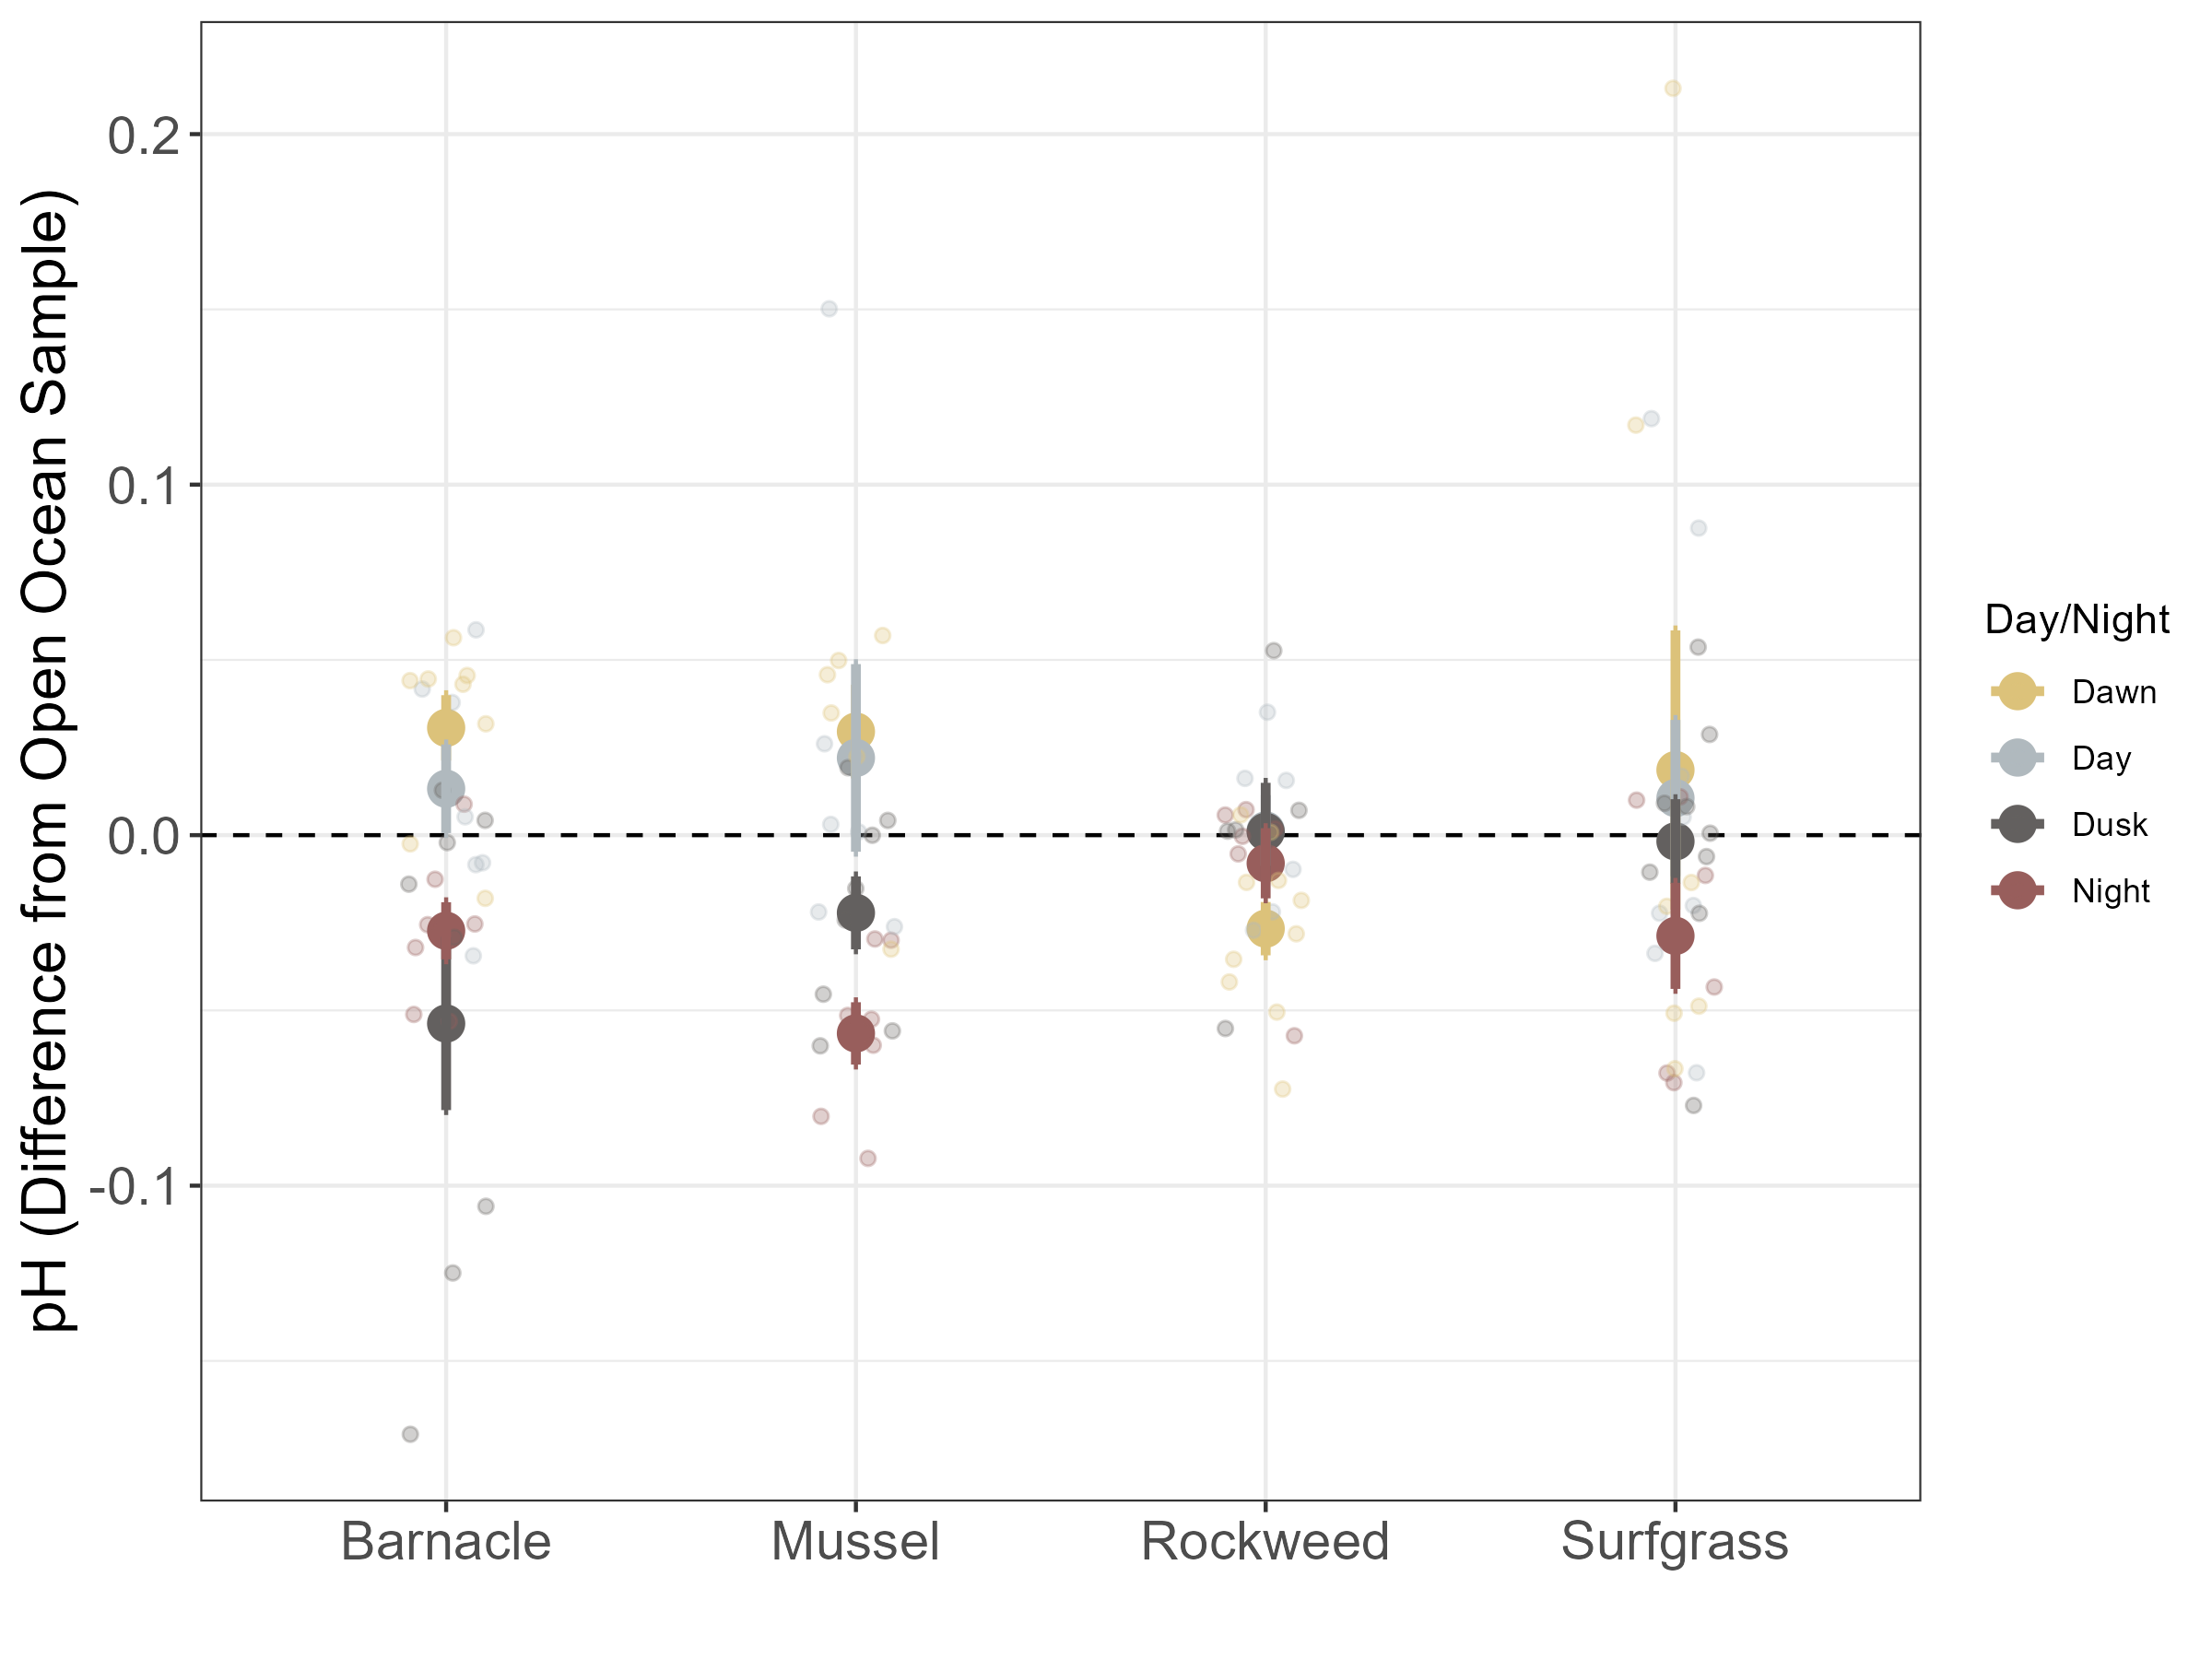 pH (Difference from Open Ocean Sample)
0.2
0.1
0.0
-0.1
Barnacle
Mussel
Rockweed
Surfgrass
Day/Night
Dawn
Day
Dusk
Night